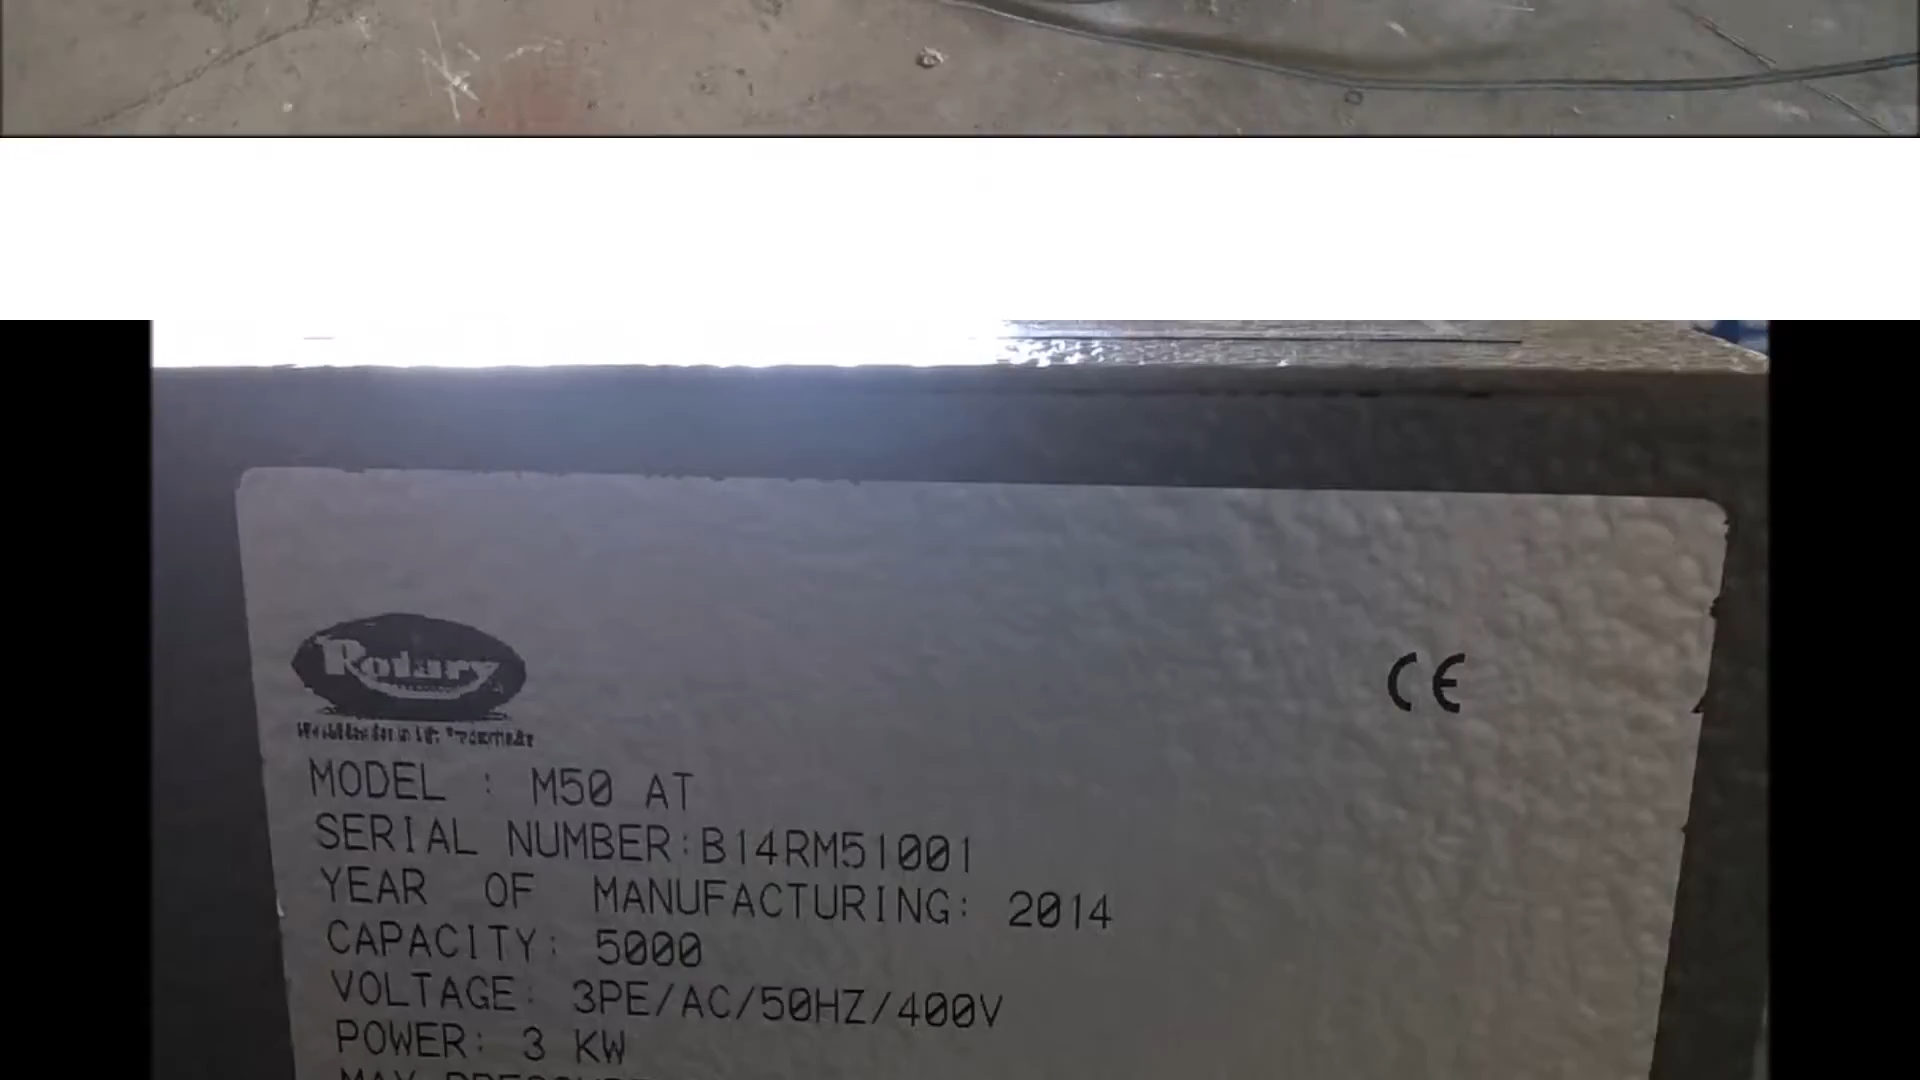 Rotary
CE
MODEL : M50 AT
SERIAL NUMBER:B14RM51001
YEAR OF MANUFACTURING: 2014
CAPACITY: 5000
VOLTAGE: 3PE/AC/50HZ/400V
POWER: 3 KW